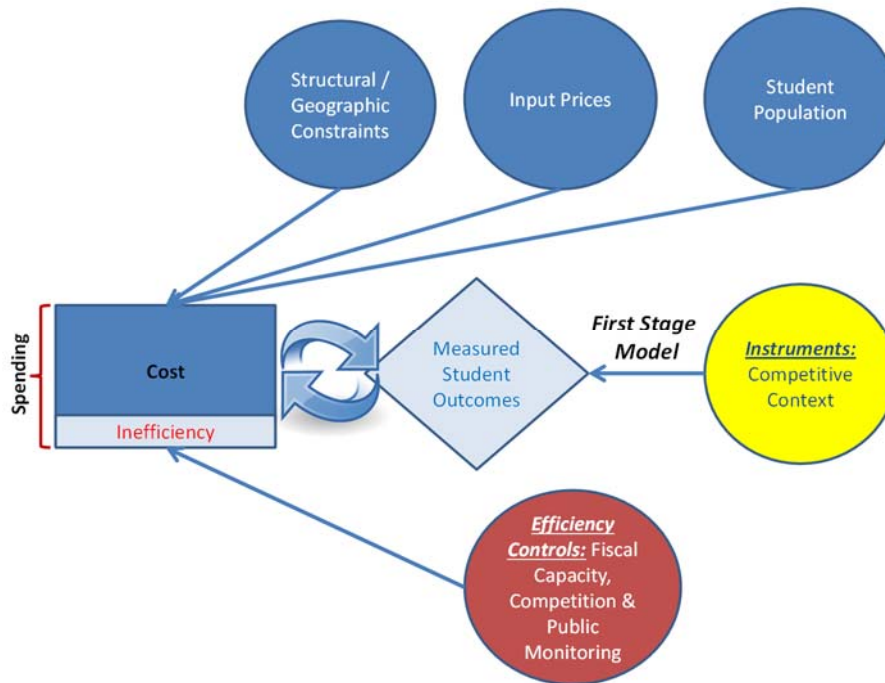 Structural /
Geographic
Constraints
Input Prices
Student
Population
Spending
Cost
Inefficiency
Measured
Student
Outcomes
First Stage
Model
Instruments:
Competitive
Context
Efficiency
Controls: Fiscal
Capacity,
Competition &
Public
Monitoring